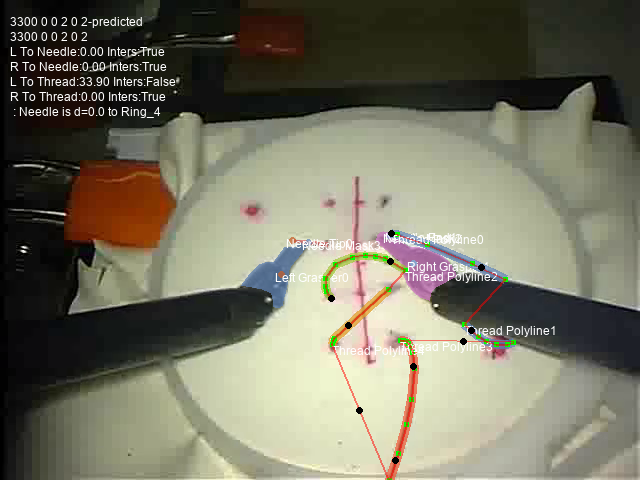 3300 0 0 2 0 2-predicted
3300 0 0 2 0 2
L To Needle:0.00 Inters:True
R To Needle:0.00 Inters:True
L To Thread:33.90 Inters:False
R To Thread:0.00 Inters:True
: Needle is d=0.0 to Ring_4
Thread Polyline0
Left Grasper0
Right Gras
Thread Polyline2
Thread Polyline1
Thread Polyline3